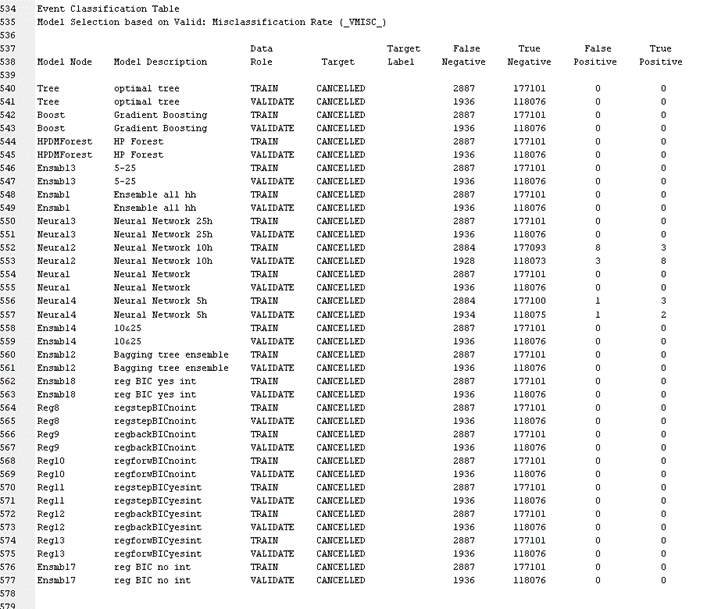 534 Event Classification Table
535 Model Selection based on Valid: Misclassification Rate (_VMISC_)
536
537 Data Target False True False True
538 Model Node Model Description Role Target Label Negative Negative Positive Positive
539
540 Tree optimal tree TRAIN CANCELLED 2887 177101 0 0
541 Tree optimal tree VALIDATE CANCELLED 1936 118076 0 0
542 Boost Gradient Boosting TRAIN CANCELLED 2887 177101 0 0
543 Boost Gradient Boosting VALIDATE CANCELLED 1936 118076 0 0
544 HPDMForest HP Forest TRAIN CANCELLED 2887 177101 0 0
545 HPDMForest HP Forest VALIDATE CANCELLED 1936 118076 0 0
546 Ensmbl3 5-25 TRAIN CANCELLED 2887 177101 0 0
547 Ensmbl3 5-25 VALIDATE CANCELLED 1936 118076 0 0
548 Ensmbl Ensemble all hh TRAIN CANCELLED 2887 177101 0 0
549 Ensmbl Ensemble all hh VALIDATE CANCELLED 1936 118076 0 0
550 Neural3 Neural Network 25h TRAIN CANCELLED 2887 177101 0 0
551 Neural3 Neural Network 25h VALIDATE CANCELLED 1936 118076 0 0
552 Neural2 Neural Network 10h TRAIN CANCELLED 2884 177093 8 3
553 Neural2 Neural Network 10h VALIDATE CANCELLED 1928 118073 3 8
554 Neural Neural Network TRAIN CANCELLED 2887 177101 0 0
555 Neural Neural Network VALIDATE CANCELLED 1936 118076 0 0
556 Neural4 Neural Network 5h TRAIN CANCELLED 2884 177100 1 3
557 Neural4 Neural Network 5h VALIDATE CANCELLED 1934 118075 1 2
558 Ensmbl4 10&25 TRAIN CANCELLED 2887 177101 0 0
559 Ensmbl4 10&25 VALIDATE CANCELLED 1936 118076 0 0
560 Ensmbl2 Bagging tree ensemble TRAIN CANCELLED 2887 177101 0 0
561 Ensmbl2 Bagging tree ensemble VALIDATE CANCELLED 1936 118076 0 0
562 Ensmbl8 reg BIC yes int TRAIN CANCELLED 2887 177101 0 0
563 Ensmbl8 reg BIC yes int VALIDATE CANCELLED 1936 118076 0 0
564 Reg8 regstepBICnoint TRAIN CANCELLED 2887 177101 0 0
565 Reg8 regstepBICnoint VALIDATE CANCELLED 1936 118076 0 0
566 Reg9 regbackBICnoint TRAIN CANCELLED 2887 177101 0 0
567 Reg9 regbackBICnoint VALIDATE CANCELLED 1936 118076 0 0
568 Reg10 regforwBICnoint TRAIN CANCELLED 2887 177101 0 0
569 Reg10 regforwBICnoint VALIDATE CANCELLED 1936 118076 0 0
570 Reg11 regstepBICyesint TRAIN CANCELLED 2887 177101 0 0
571 Reg11 regstepBICyesint VALIDATE CANCELLED 1936 118076 0 0
572 Reg12 regbackBICyesint TRAIN CANCELLED 2887 177101 0 0
573 Reg12 regbackBICyesint VALIDATE CANCELLED 1936 118076 0 0
574 Reg13 regforwBICyesint TRAIN CANCELLED 2887 177101 0 0
575 Reg13 regforwBICyesint VALIDATE CANCELLED 1936 118076 0 0
576 Ensmbl7 reg BIC no int TRAIN CANCELLED 2887 177101 0 0
577 Ensmbl7 reg BIC no int VALIDATE CANCELLED 1936 118076 0 0
578
579